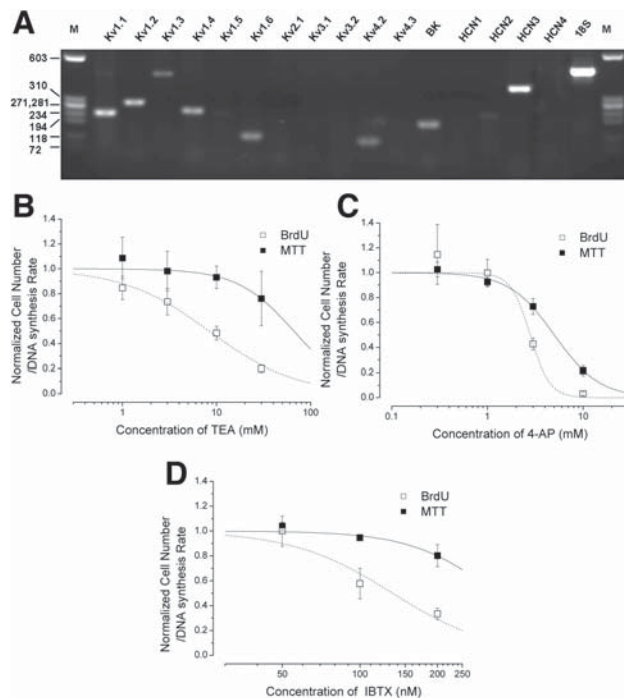 A
M Kv1.1 Kv1.2 Kv1.3 Kv1.4 Kv1.5 Kv1.6 Kv2.1 Kv3.1 Kv3.2 Kv4.2 Kv4.3 BK HCN1 HCN2 HCN3 HCN4 18S M
603
310
271,281
234
194
118
72
B
Normalized Cell Number
/DNA synthesis Rate
1.4
1.2
1.0
0.8
0.6
0.4
0.2
0.0
BrdU
MTT
1 10 100
Concentration of TEA (mM)
C
Normalized Cell Number
/DNA synthesis Rate
1.4
1.2
1.0
0.8
0.6
0.4
0.2
0.0
BrdU
MTT
0.1 1 10
Concentration of 4-AP (mM)
D
Normalized Cell Number
/DNA synthesis Rate
1.4
1.2
1.0
0.8
0.6
0.4
0.2
0.0
BrdU
MTT
50 100 150 200 250
Concentration of IBTX (nM)